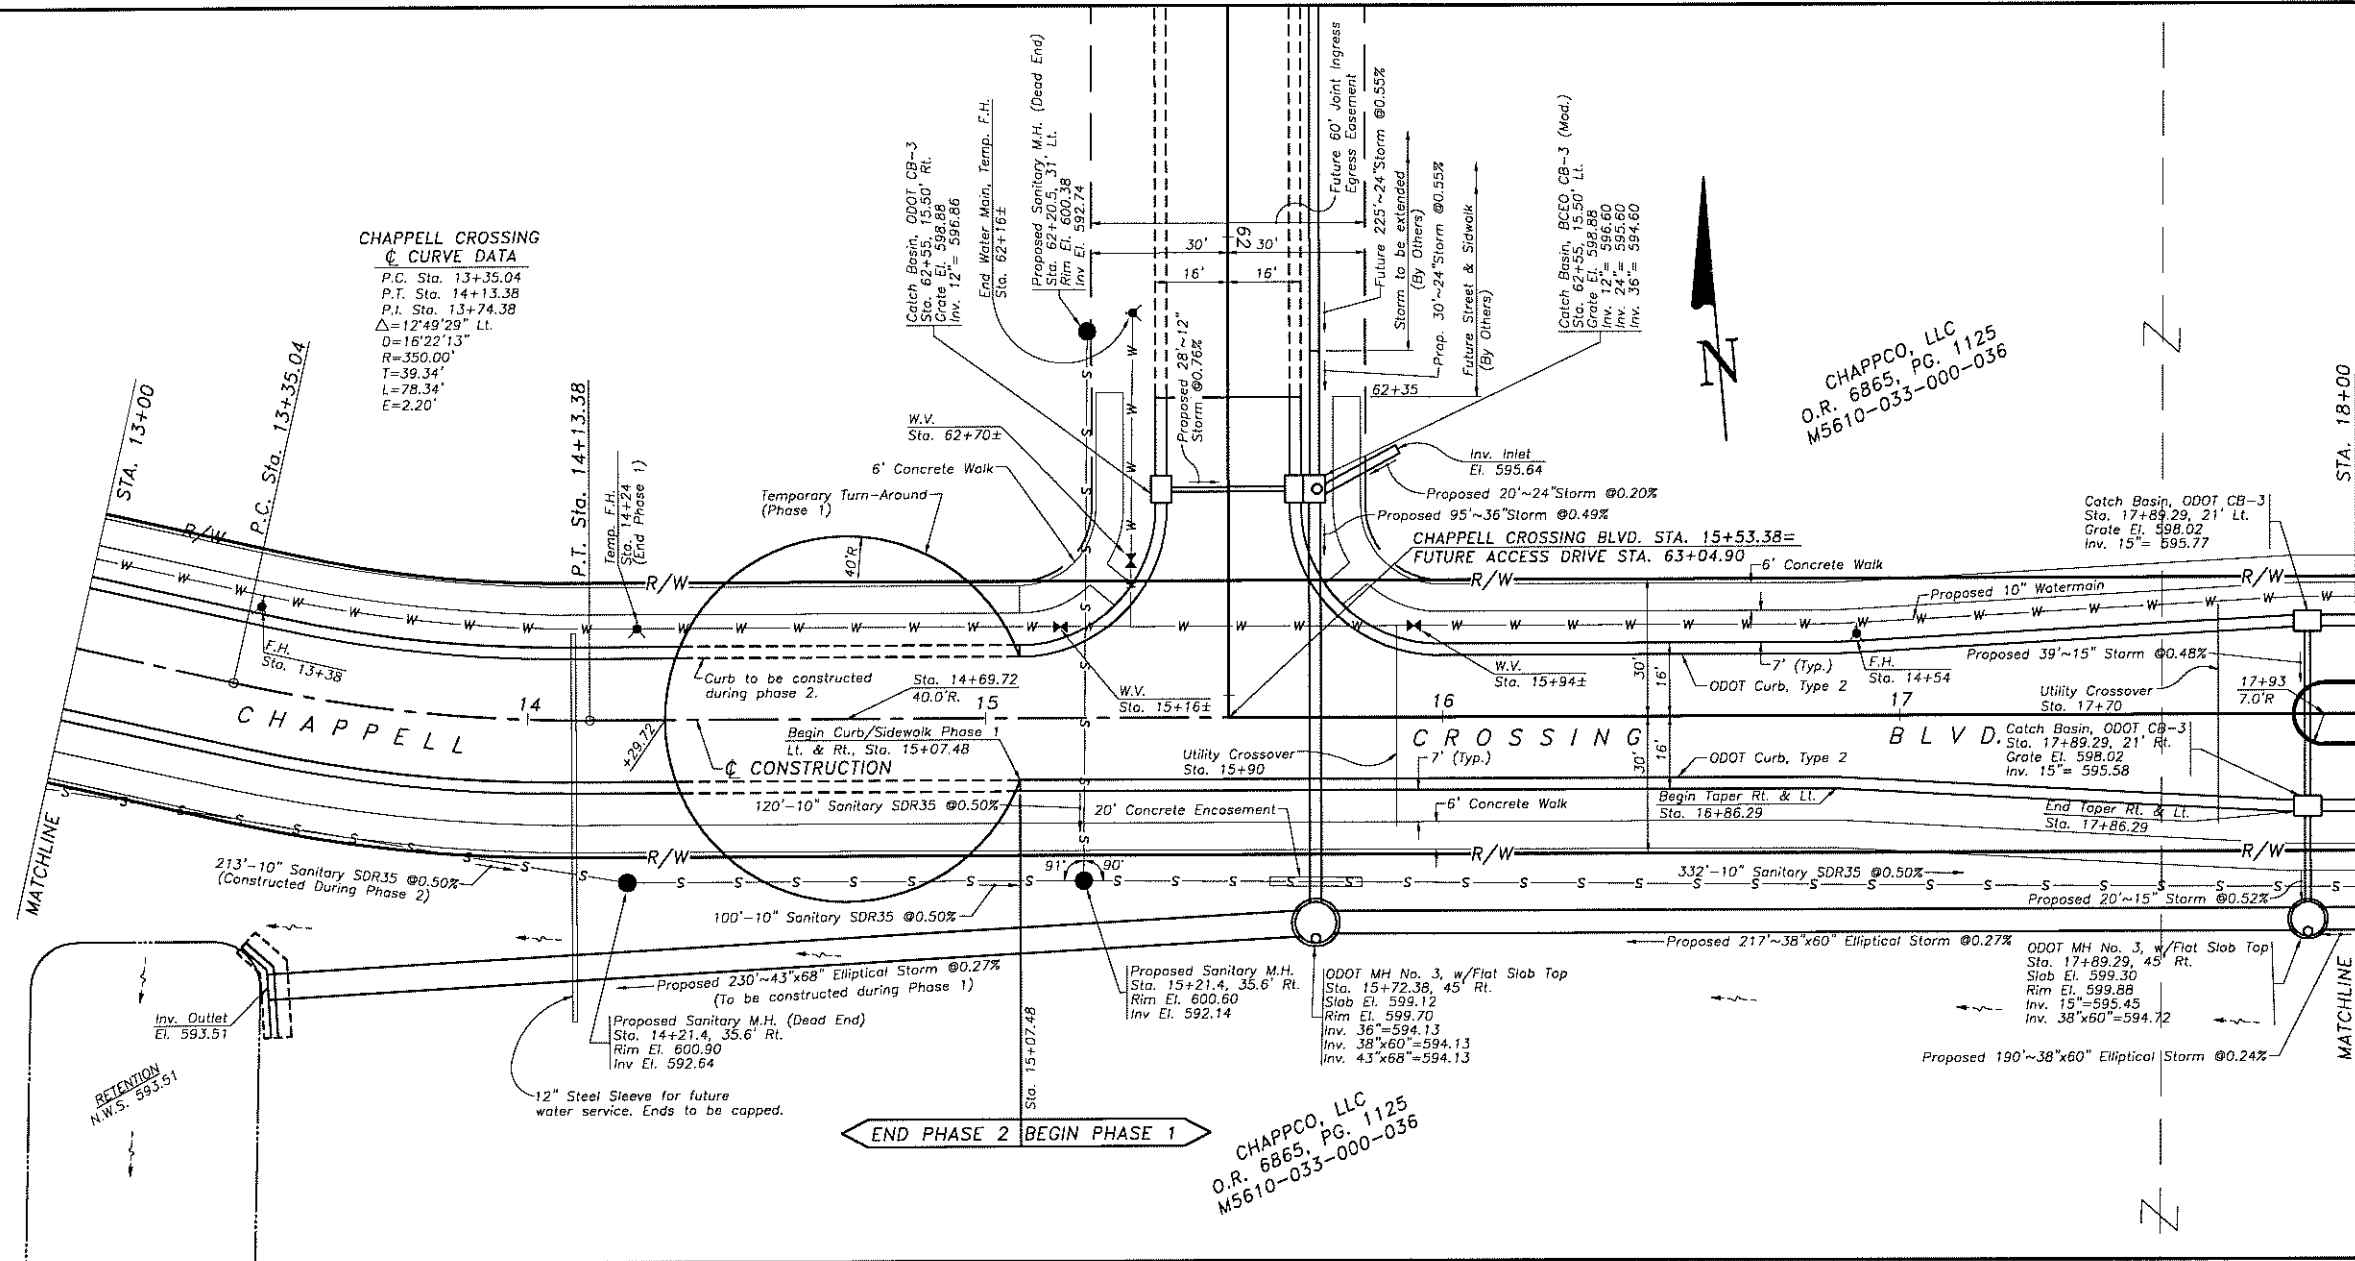 CHAPPELL CROSSING
℄ CURVE DATA
P.C. Sta. 13+35.04
P.T. Sta. 14+13.38
P.I. Sta. 13+74.38
△=12°49'29" Lt.
D=16°22'13"
R=350.00'
T=39.34'
L=78.34'
E=2.20'
STA. 13+00
P.C. Sta. 13+35.04
P.T. Sta. 14+13.38
Temp. F.H.
Sta. 14+24
(End Phase 1)
Catch Basin, ODOT CB-3
Sta. 62+55, 15.50' Rt.
Grate El. 598.88
Inv. 12"= 596.86
End Water Main, Temp. F.H.
Sta. 62+16±
Proposed Sanitary M.H. (Dead End)
Sta. 62+20.5, 31' Lt.
Rim El. 600.38
Inv El. 592.74
30'
62
30'
16'
16'
Future 60' Joint Ingress
Egress Easement
Future 225'~24"Storm @0.55%
Storm to be extended
(By Others)
Prop. 30'~24"Storm @0.55%
Future Street & Sidwalk
(By Others)
62+35
Catch Basin, BCEO CB-3 (Mod.)
Sta. 62+55, 15.50' Lt.
Grate El. 598.88
Inv. 12"= 596.60
Inv. 24"= 595.60
Inv. 36"= 594.60
N
CHAPPCO, LLC
O.R. 6865, PG. 1125
M5610-033-000-036
Z
STA. 18+00
Proposed 28'~12"
Storm @0.76%
W.V.
Sta. 62+70±
6' Concrete Walk
Temporary Turn-Around
(Phase 1)
40'R
Inv. Inlet
El. 595.64
Proposed 20'~24"Storm @0.20%
Proposed 95'~36"Storm @0.49%
CHAPPELL CROSSING BLVD. STA. 15+53.38=
FUTURE ACCESS DRIVE STA. 63+04.90
Catch Basin, ODOT CB-3
Sta. 17+89.29, 21' Lt.
Grate El. 598.02
Inv. 15"= 595.77
R/W
R/W
R/W
R/W
6' Concrete Walk
Proposed 10" Watermain
F.H.
Sta. 13+38
Curb to be constructed
during phase 2.
Sta. 14+69.72
40.0'R.
W.V.
Sta. 15+16±
W.V.
Sta. 15+94±
7' (Typ.)
ODOT Curb, Type 2
F.H.
Sta. 14+54
Proposed 39'~15" Storm @0.48%
Utility Crossover
Sta. 17+70
17+93
7.0'R
30'
16'
14
15
16
17
CHAPPELL
CROSSING
BLVD.
+29.72
℄ CONSTRUCTION
Begin Curb/Sidewalk Phase 1
Lt. & Rt., Sta. 15+07.48
Utility Crossover
Sta. 15+90
7' (Typ.)
30'
16'
ODOT Curb, Type 2
Catch Basin, ODOT CB-3
Sta. 17+89.29, 21' Rt.
Grate El. 598.02
Inv. 15"= 595.58
120'-10" Sanitary SDR35 @0.50%
20' Concrete Encasement
6' Concrete Walk
Begin Taper Rt. & Lt.
Sta. 16+86.29
End Taper Rt. & Lt.
Sta. 17+86.29
MATCHLINE
213'-10" Sanitary SDR35 @0.50%
(Constructed During Phase 2)
R/W
R/W
R/W
91°
90°
100'-10" Sanitary SDR35 @0.50%
332'-10" Sanitary SDR35 @0.50%
Proposed 20'~15" Storm @0.52%
Proposed 230'~43"x68" Elliptical Storm @0.27%
(To be constructed during Phase 1)
Proposed 217'~38"x60" Elliptical Storm @0.27%
Inv. Outlet
El. 593.51
Proposed Sanitary M.H. (Dead End)
Sta. 14+21.4, 35.6' Rt.
Rim El. 600.90
Inv El. 592.64
Proposed Sanitary M.H.
Sta. 15+21.4, 35.6' Rt.
Rim El. 600.60
Inv El. 592.14
ODOT MH No. 3, w/Flat Slab Top
Sta. 15+72.38, 45' Rt.
Slab El. 599.12
Rim El. 599.70
Inv. 36"=594.13
Inv. 38"x60"=594.13
Inv. 43"x68"=594.13
ODOT MH No. 3, w/Flat Slab Top
Sta. 17+89.29, 45' Rt.
Slab El. 599.30
Rim El. 599.88
Inv. 15"=595.45
Inv. 38"x60"=594.72
Proposed 190'~38"x60" Elliptical Storm @0.24%
MATCHLINE
RETENTION
N.W.S. 593.51
12" Steel Sleeve for future
water service. Ends to be capped.
Sta. 15+07.48
END PHASE 2
BEGIN PHASE 1
CHAPPCO, LLC
O.R. 6865, PG. 1125
M5610-033-000-036
Z